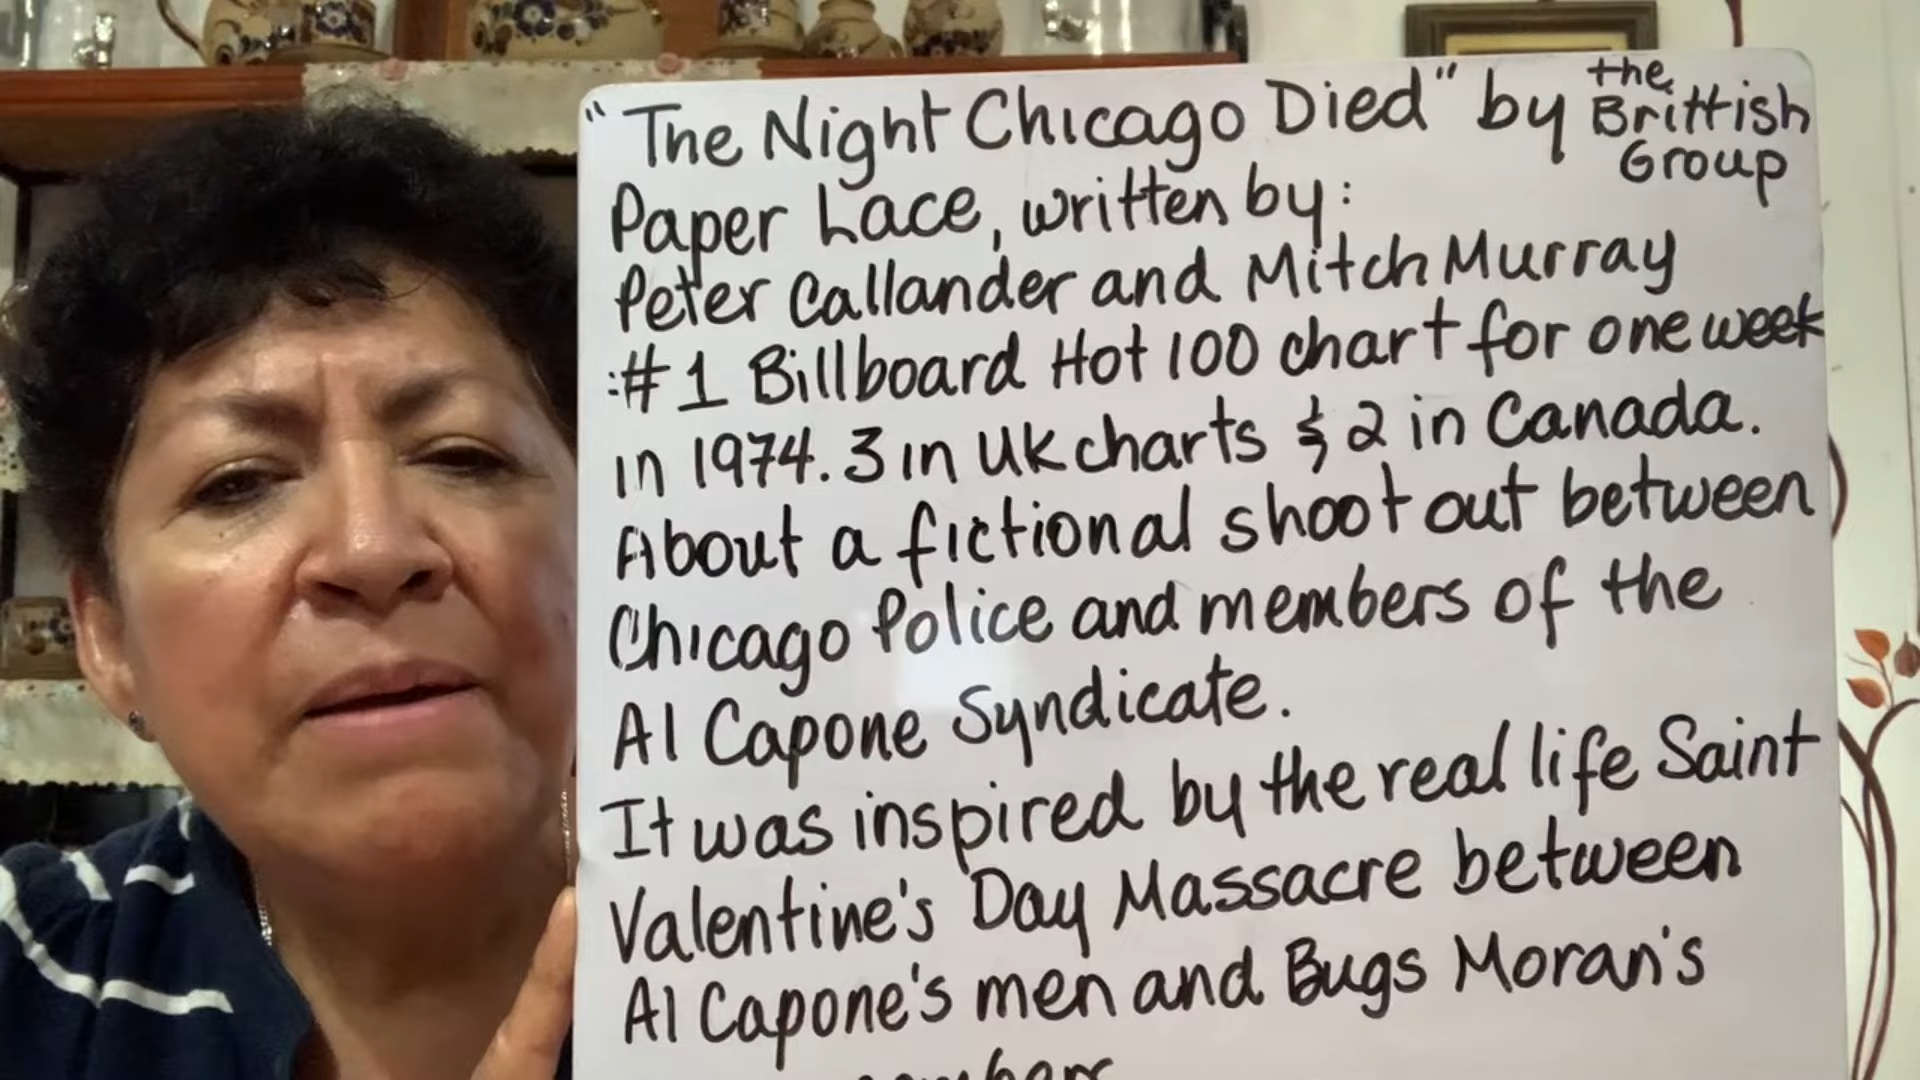 "The Night Chicago Died" by the Brittish Group
Paper Lace, written by:
Peter Callander and Mitch Murray
:#1 Billboard Hot 100 chart for one week
in 1974. 3 in UK charts & 2 in Canada.
About a fictional shoot out between
Chicago Police and members of the
Al Capone Syndicate.
It was inspired by the real life Saint
Valentine's Day Massacre between
Al Capone's men and Bugs Moran's